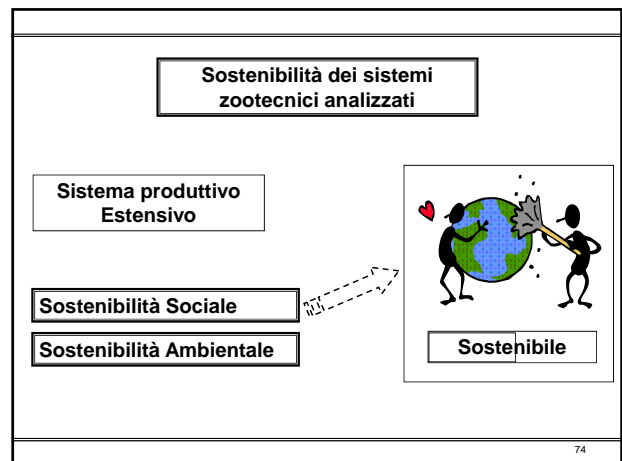 Sostenibilità dei sistemi
zootecnici analizzati
Sistema produttivo
Estensivo
Sostenibilità Sociale
Sostenibilità Ambientale
Sostenibile
74